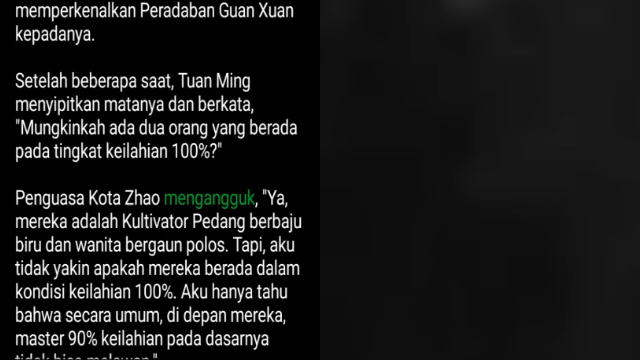 memperkenalkan Peradaban Guan Xuan
kepadanya.
Setelah beberapa saat, Tuan Ming
menyipitkan matanya dan berkata,
"Mungkinkah ada dua orang yang berada
pada tingkat keilahian 100%?"
Penguasa Kota Zhao mengangguk, "Ya,
mereka adalah Kultivator Pedang berbaju
biru dan wanita bergaun polos. Tapi, aku
tidak yakin apakah mereka berada dalam
kondisi keilahian 100%. Aku hanya tahu
bahwa secara umum, di depan mereka,
master 90% keilahian pada dasarnya
tidak bisa melawan."